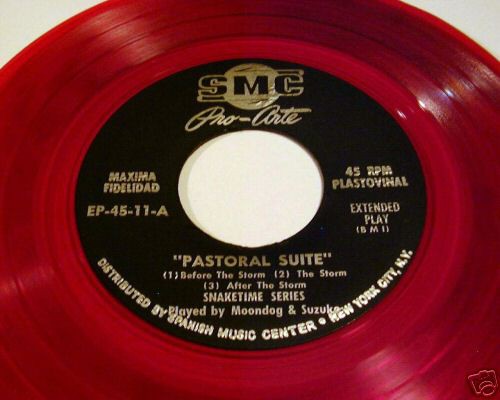 SMC
Pro-Arte
MAXIMA
FIDELIDAD
45 RPM
PLASTOVINAL
EP-45-11-A
EXTENDED
PLAY
(BMI)
"PASTORAL SUITE"
(1) Before The Storm (2) The Storm
(3) After The Storm
SNAKETIME SERIES
Played by Moondog & Suzuko
DISTRIBUTED BY SPANISH MUSIC CENTER • NEW YORK CITY, N.Y.